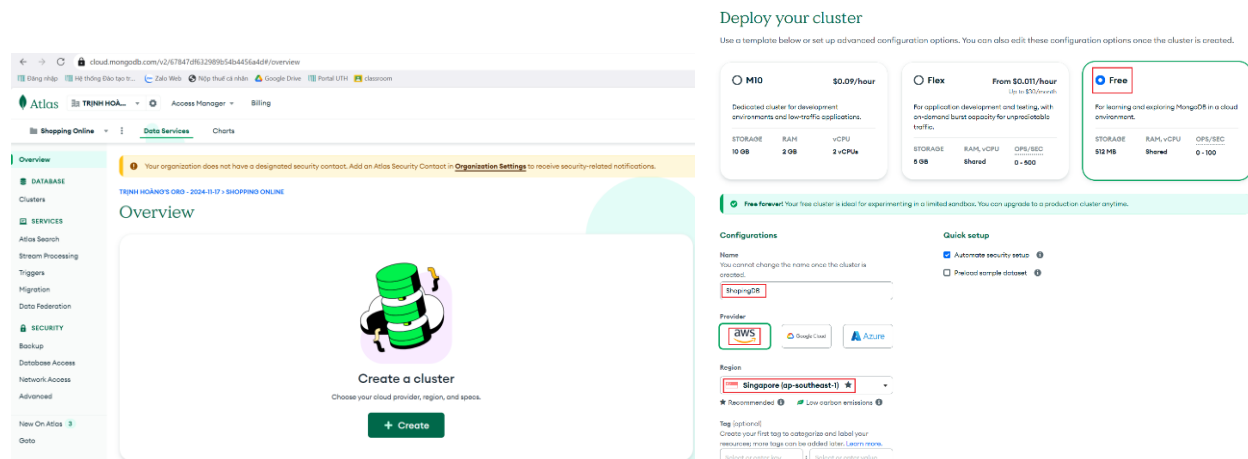 cloud.mongodb.com/v2/67847df632989b54b4456a4d#/overview
Đăng nhập Hệ thống Đào tạo tr... Zalo Web Nộp thuế cá nhân Google Drive Portal UTH classroom
Atlas TRỊNH HOÀ... Access Manager Billing
Shopping Online Data Services Charts
Overview
DATABASE
Clusters
SERVICES
Atlas Search
Stream Processing
Triggers
Migration
Data Federation
SECURITY
Backup
Database Access
Network Access
Advanced
New On Atlas 3
Goto
Your organization does not have a designated security contact. Add an Atlas Security Contact in Organization Settings to receive security-related notifications.
TRỊNH HOÀNG'S ORG - 2024-11-17 > SHOPPING ONLINE
Overview
Create a cluster
Choose your cloud provider, region, and specs.
+ Create
Deploy your cluster
Use a template below or set up advanced configuration options. You can also edit these configuration options once the cluster is created.
M10 $0.09/hour
Dedicated cluster for development
environments and low-traffic applications.
STORAGE RAM vCPU
10 GB 2 GB 2 vCPUs
Flex From $0.011/hour
Up to $30/month
For application development and testing, with
on-demand burst capacity for unpredictable
traffic.
STORAGE RAM, vCPU OPS/SEC
5 GB Shared 0 - 500
Free
For learning and exploring MongoDB in a cloud
environment.
STORAGE RAM, vCPU OPS/SEC
512 MB Shared 0 - 100
Free forever! Your free cluster is ideal for experimenting in a limited sandbox. You can upgrade to a production cluster anytime.
Configurations
Name
You cannot change the name once the cluster is
created.
ShopingDB
Provider
aws Google Cloud Azure
Region
Singapore (ap-southeast-1) ★
★ Recommended Low carbon emissions
Tag (optional)
Create your first tag to categorize and label your
resources; more tags can be added later. Learn more.
Select or enter key : Select or enter value
Quick setup
Automate security setup
Preload sample dataset